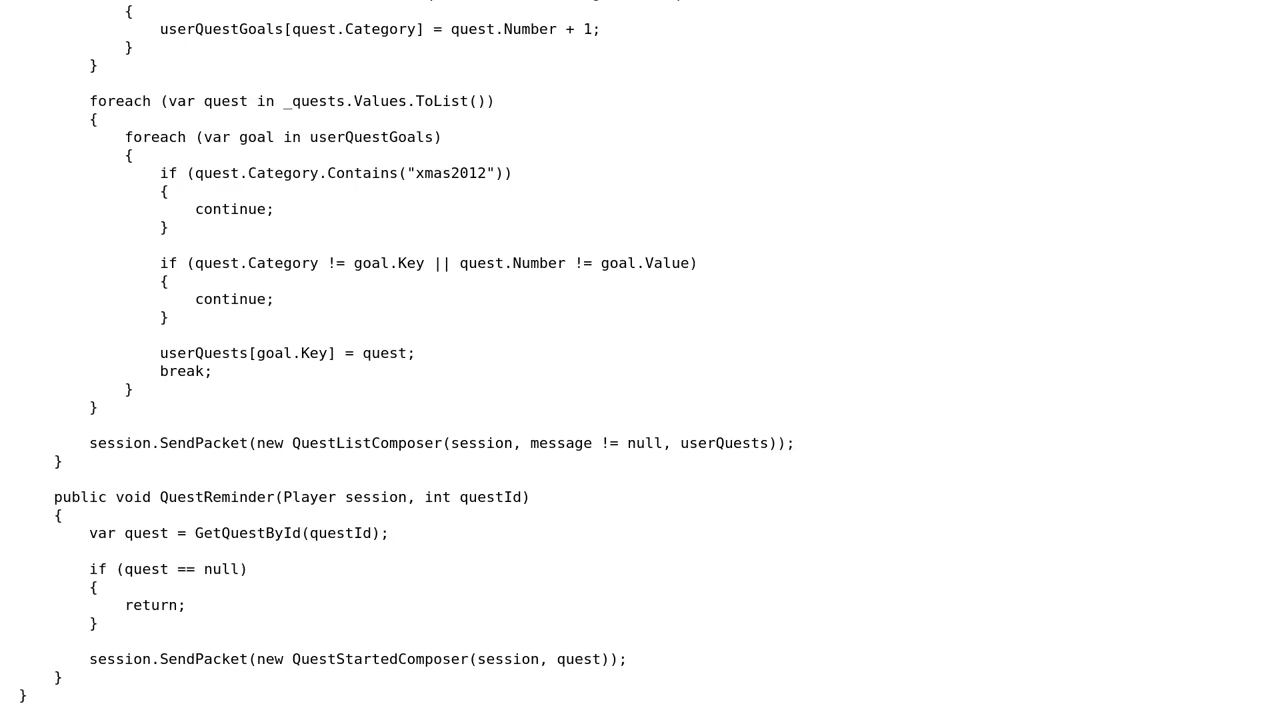 {
userQuestGoals[quest.Category] = quest.Number + 1;
}
}
foreach (var quest in _quests.Values.ToList())
{
foreach (var goal in userQuestGoals)
{
if (quest.Category.Contains("xmas2012"))
{
continue;
}
if (quest.Category != goal.Key || quest.Number != goal.Value)
{
continue;
}
userQuests[goal.Key] = quest;
break;
}
}
session.SendPacket(new QuestListComposer(session, message != null, userQuests));
}
public void QuestReminder(Player session, int questId)
{
var quest = GetQuestById(questId);
if (quest == null)
{
return;
}
session.SendPacket(new QuestStartedComposer(session, quest));
}
}